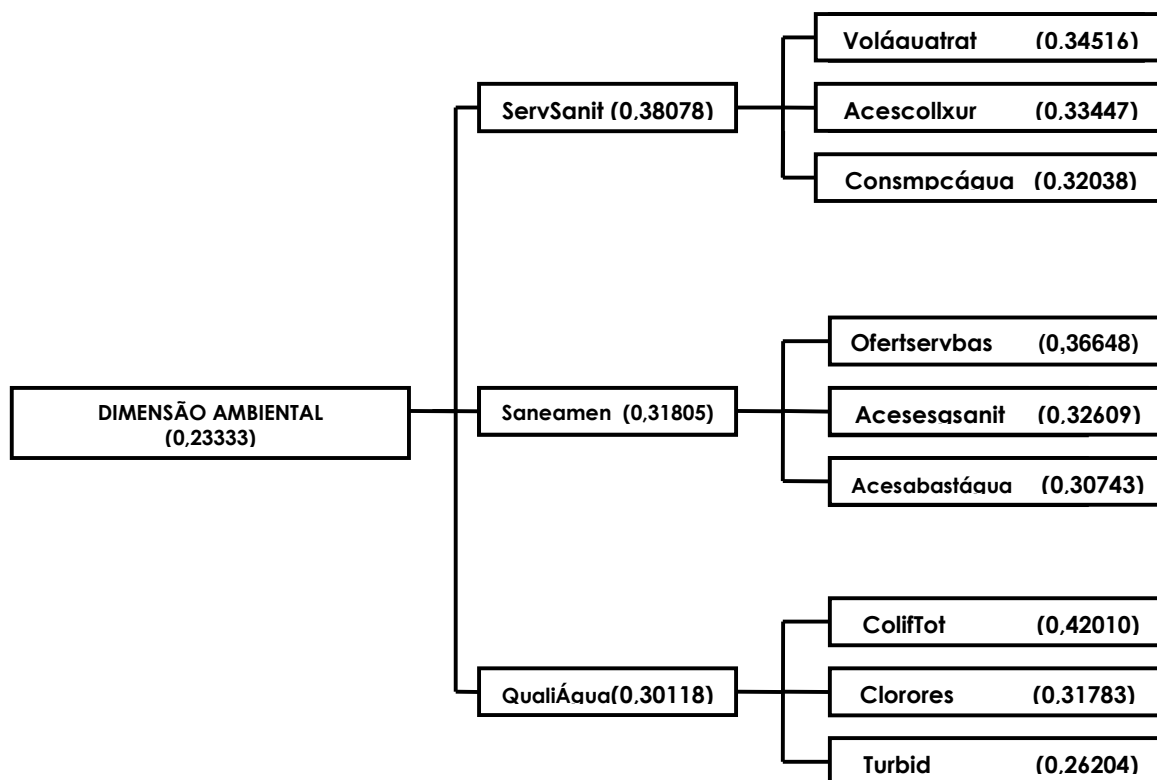 Voláguatrat (0,34516)
ServSanit (0,38078)
Acescollxur (0,33447)
Consmpcágua (0,32038)
Ofertservbas (0,36648)
DIMENSÃO AMBIENTAL
(0,23333)
Saneamen (0,31805)
Acesesgsanit (0,32609)
Acesabastágua (0,30743)
ColifTot (0,42010)
QualiÁgua(0,30118)
Clorores (0,31783)
Turbid (0,26204)